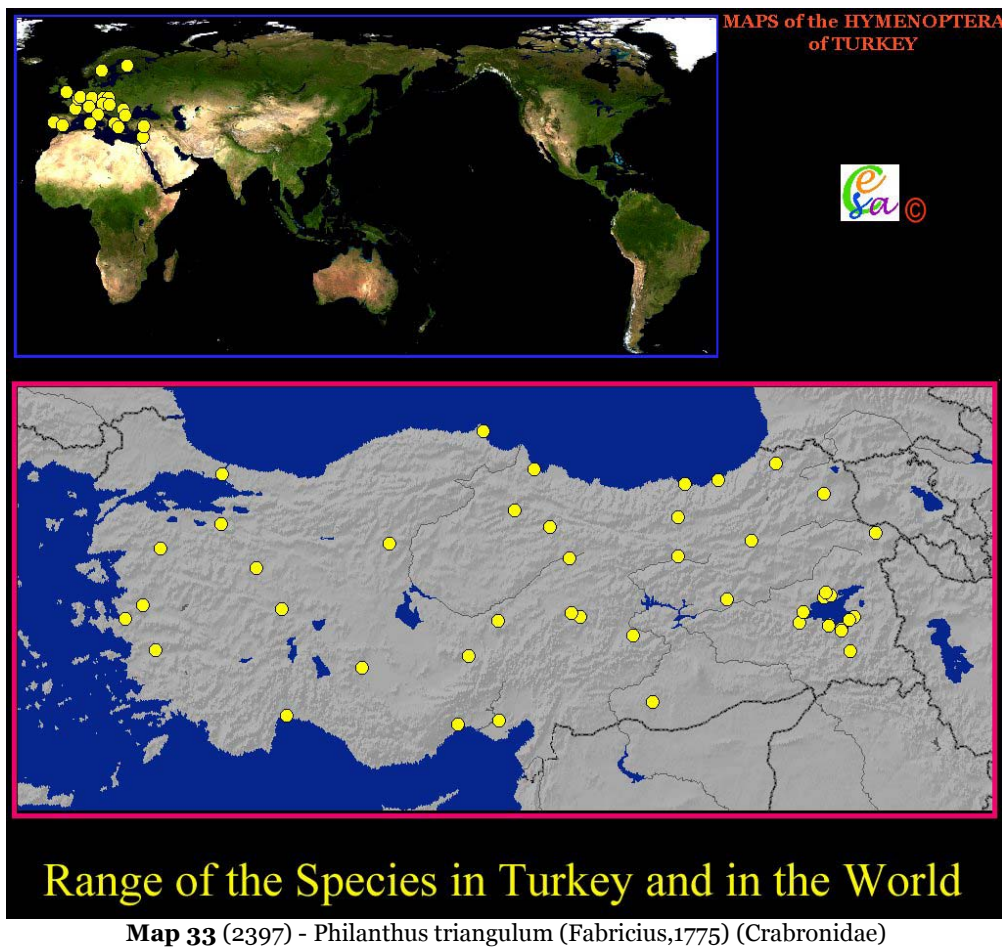 MAPS of the HYMENOPTERA
of TURKEY
Cesa ©
Range of the Species in Turkey and in the World
Map 33 (2397) - Philanthus triangulum (Fabricius,1775) (Crabronidae)